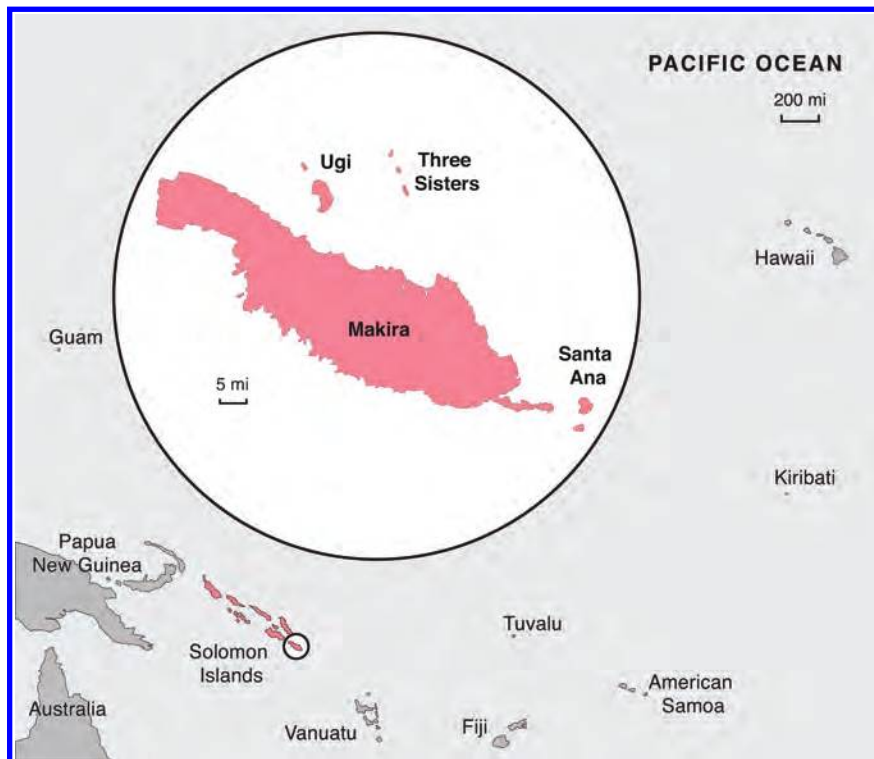 PACIFIC OCEAN
200 mi
Ugi
Three
Sisters
Hawaii
Makira
Guam
Santa
Ana
5 mi
Kiribati
Papua
New Guinea
Tuvalu
Solomon
Islands
American
Samoa
Australia
Vanuatu
Fiji